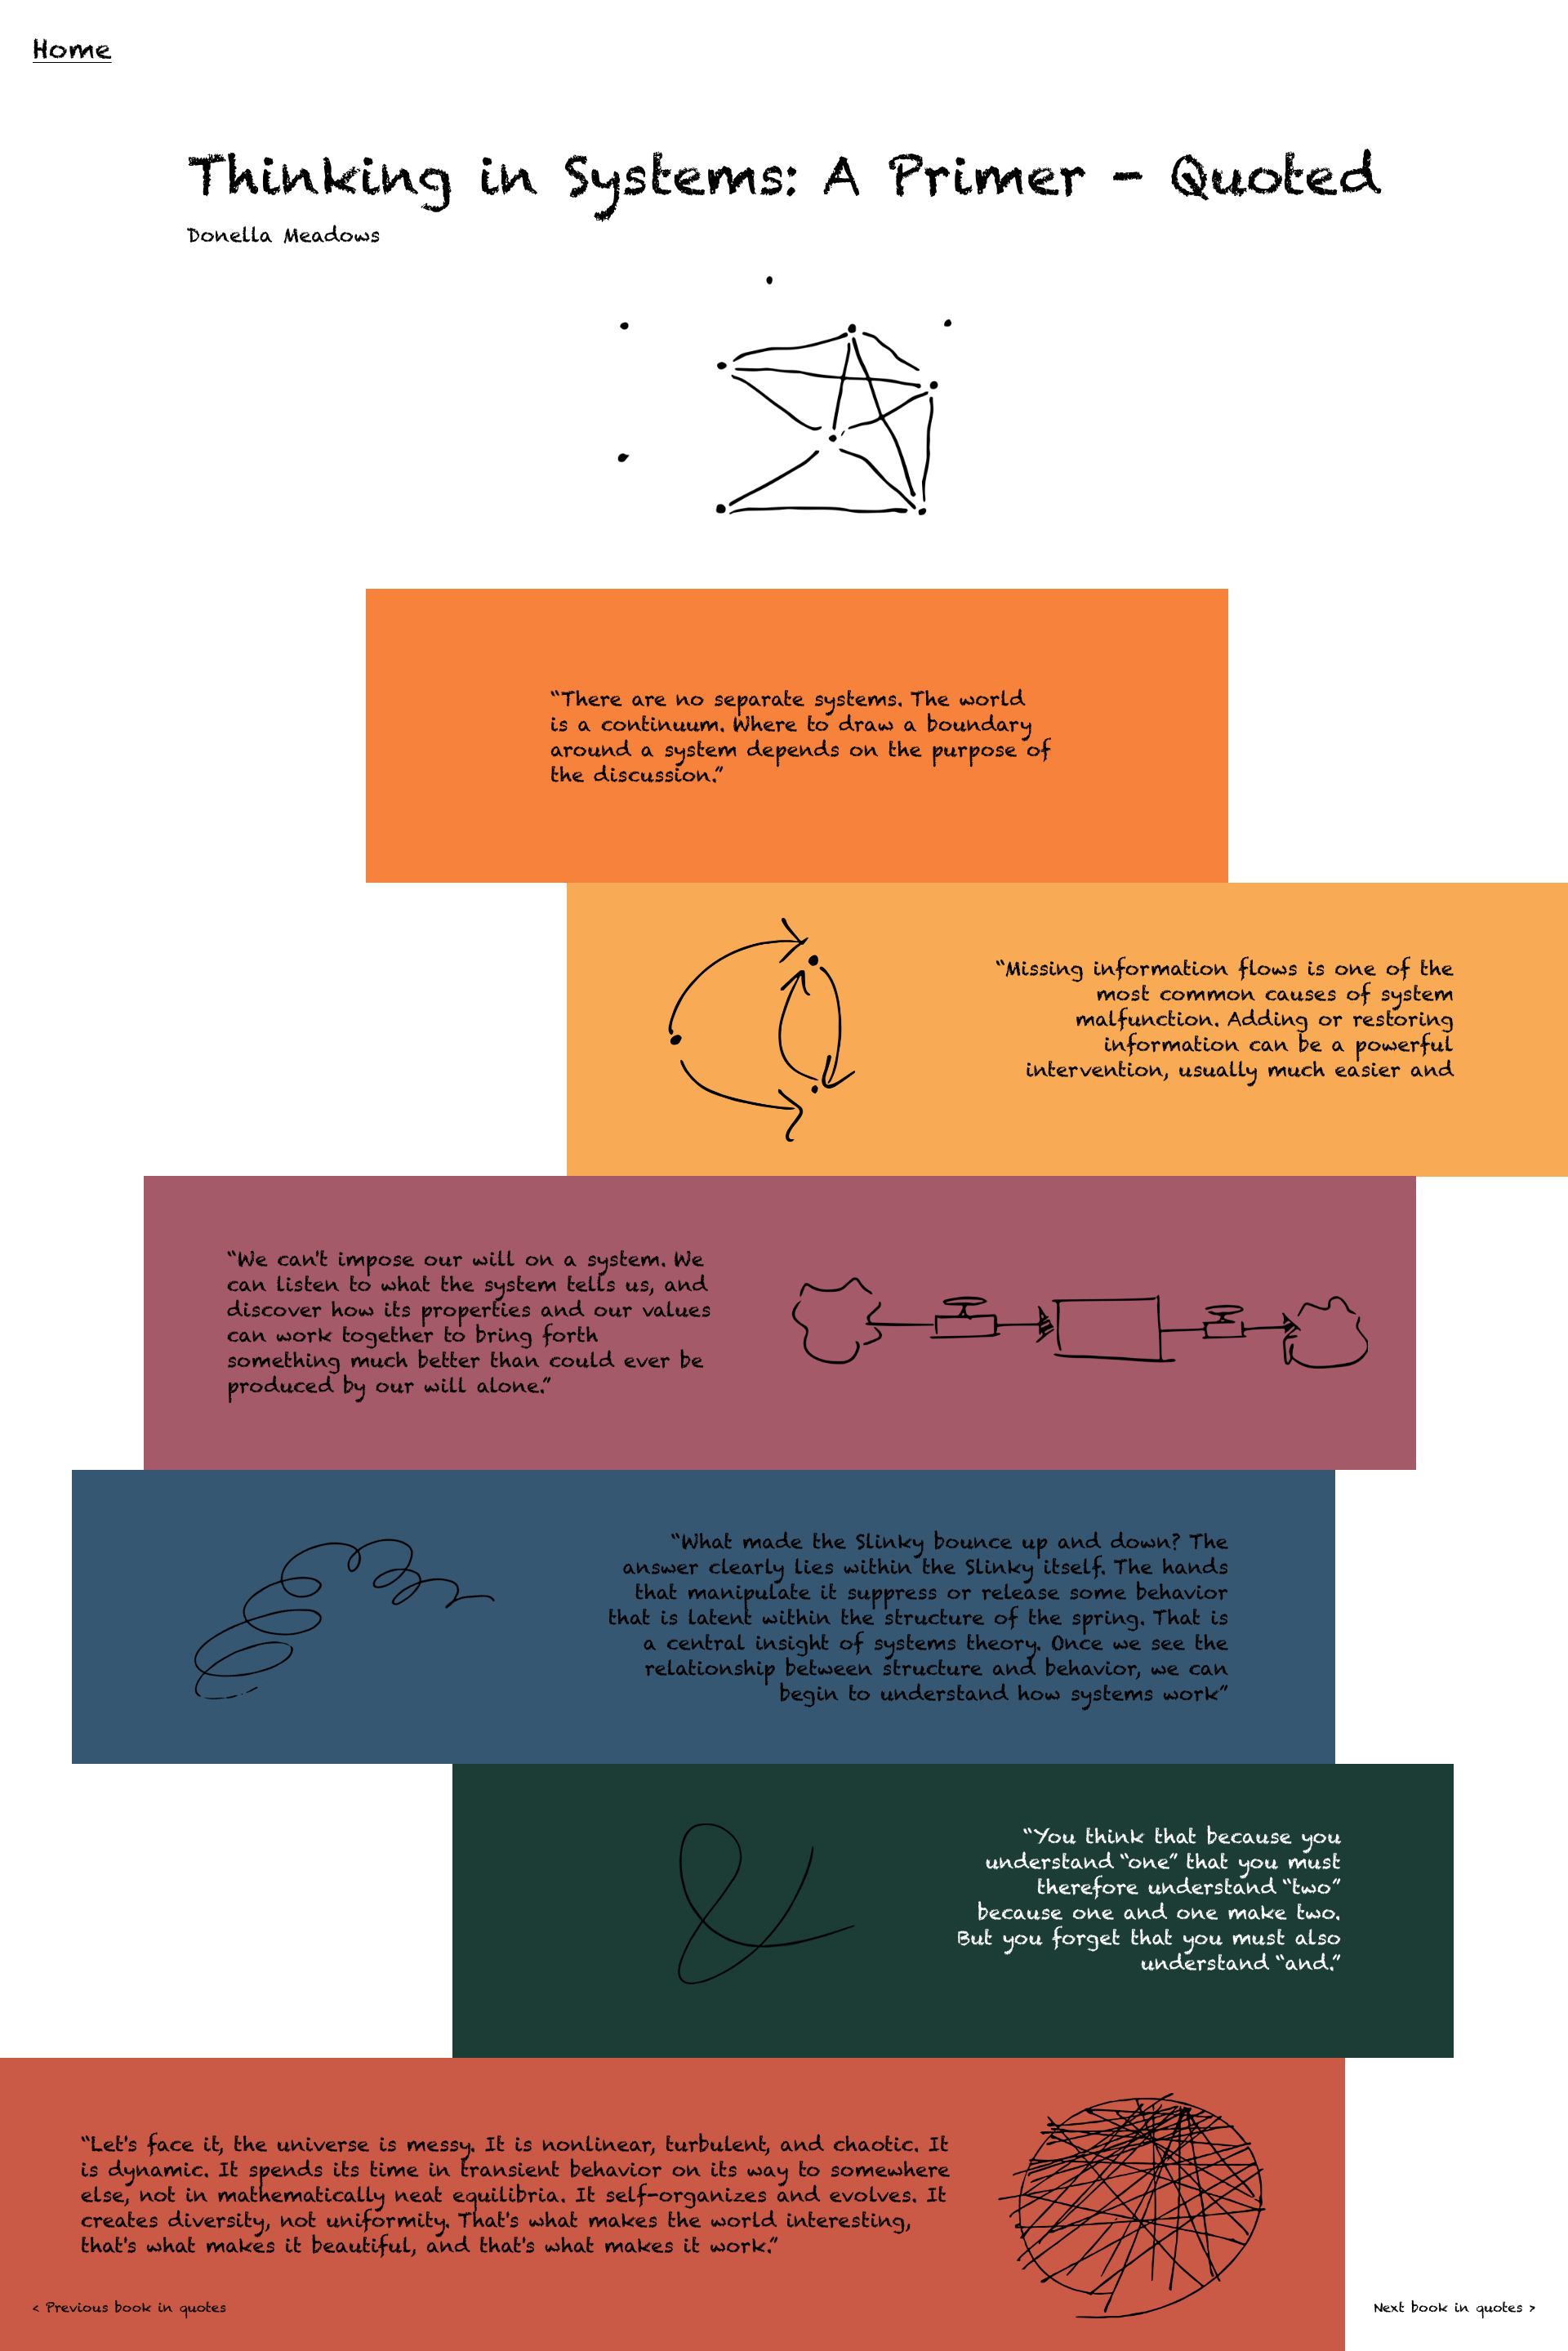 Home
Thinking in Systems: A Primer - Quoted
Donella Meadows
“There are no separate systems. The world
is a continuum. Where to draw a boundary
around a system depends on the purpose of
the discussion.”
“Missing information flows is one of the
most common causes of system
malfunction. Adding or restoring
information can be a powerful
intervention, usually much easier and
“We can't impose our will on a system. We
can listen to what the system tells us, and
discover how its properties and our values
can work together to bring forth
something much better than could ever be
produced by our will alone.”
“What made the Slinky bounce up and down? The
answer clearly lies within the Slinky itself. The hands
that manipulate it suppress or release some behavior
that is latent within the structure of the spring. That is
a central insight of systems theory. Once we see the
relationship between structure and behavior, we can
begin to understand how systems work”
“You think that because you
understand “one” that you must
therefore understand “two”
because one and one make two.
But you forget that you must also
understand “and.”
“Let's face it, the universe is messy. It is nonlinear, turbulent, and chaotic. It
is dynamic. It spends its time in transient behavior on its way to somewhere
else, not in mathematically neat equilibria. It self-organizes and evolves. It
creates diversity, not uniformity. That's what makes the world interesting,
that's what makes it beautiful, and that's what makes it work.”
< Previous book in quotes
Next book in quotes >